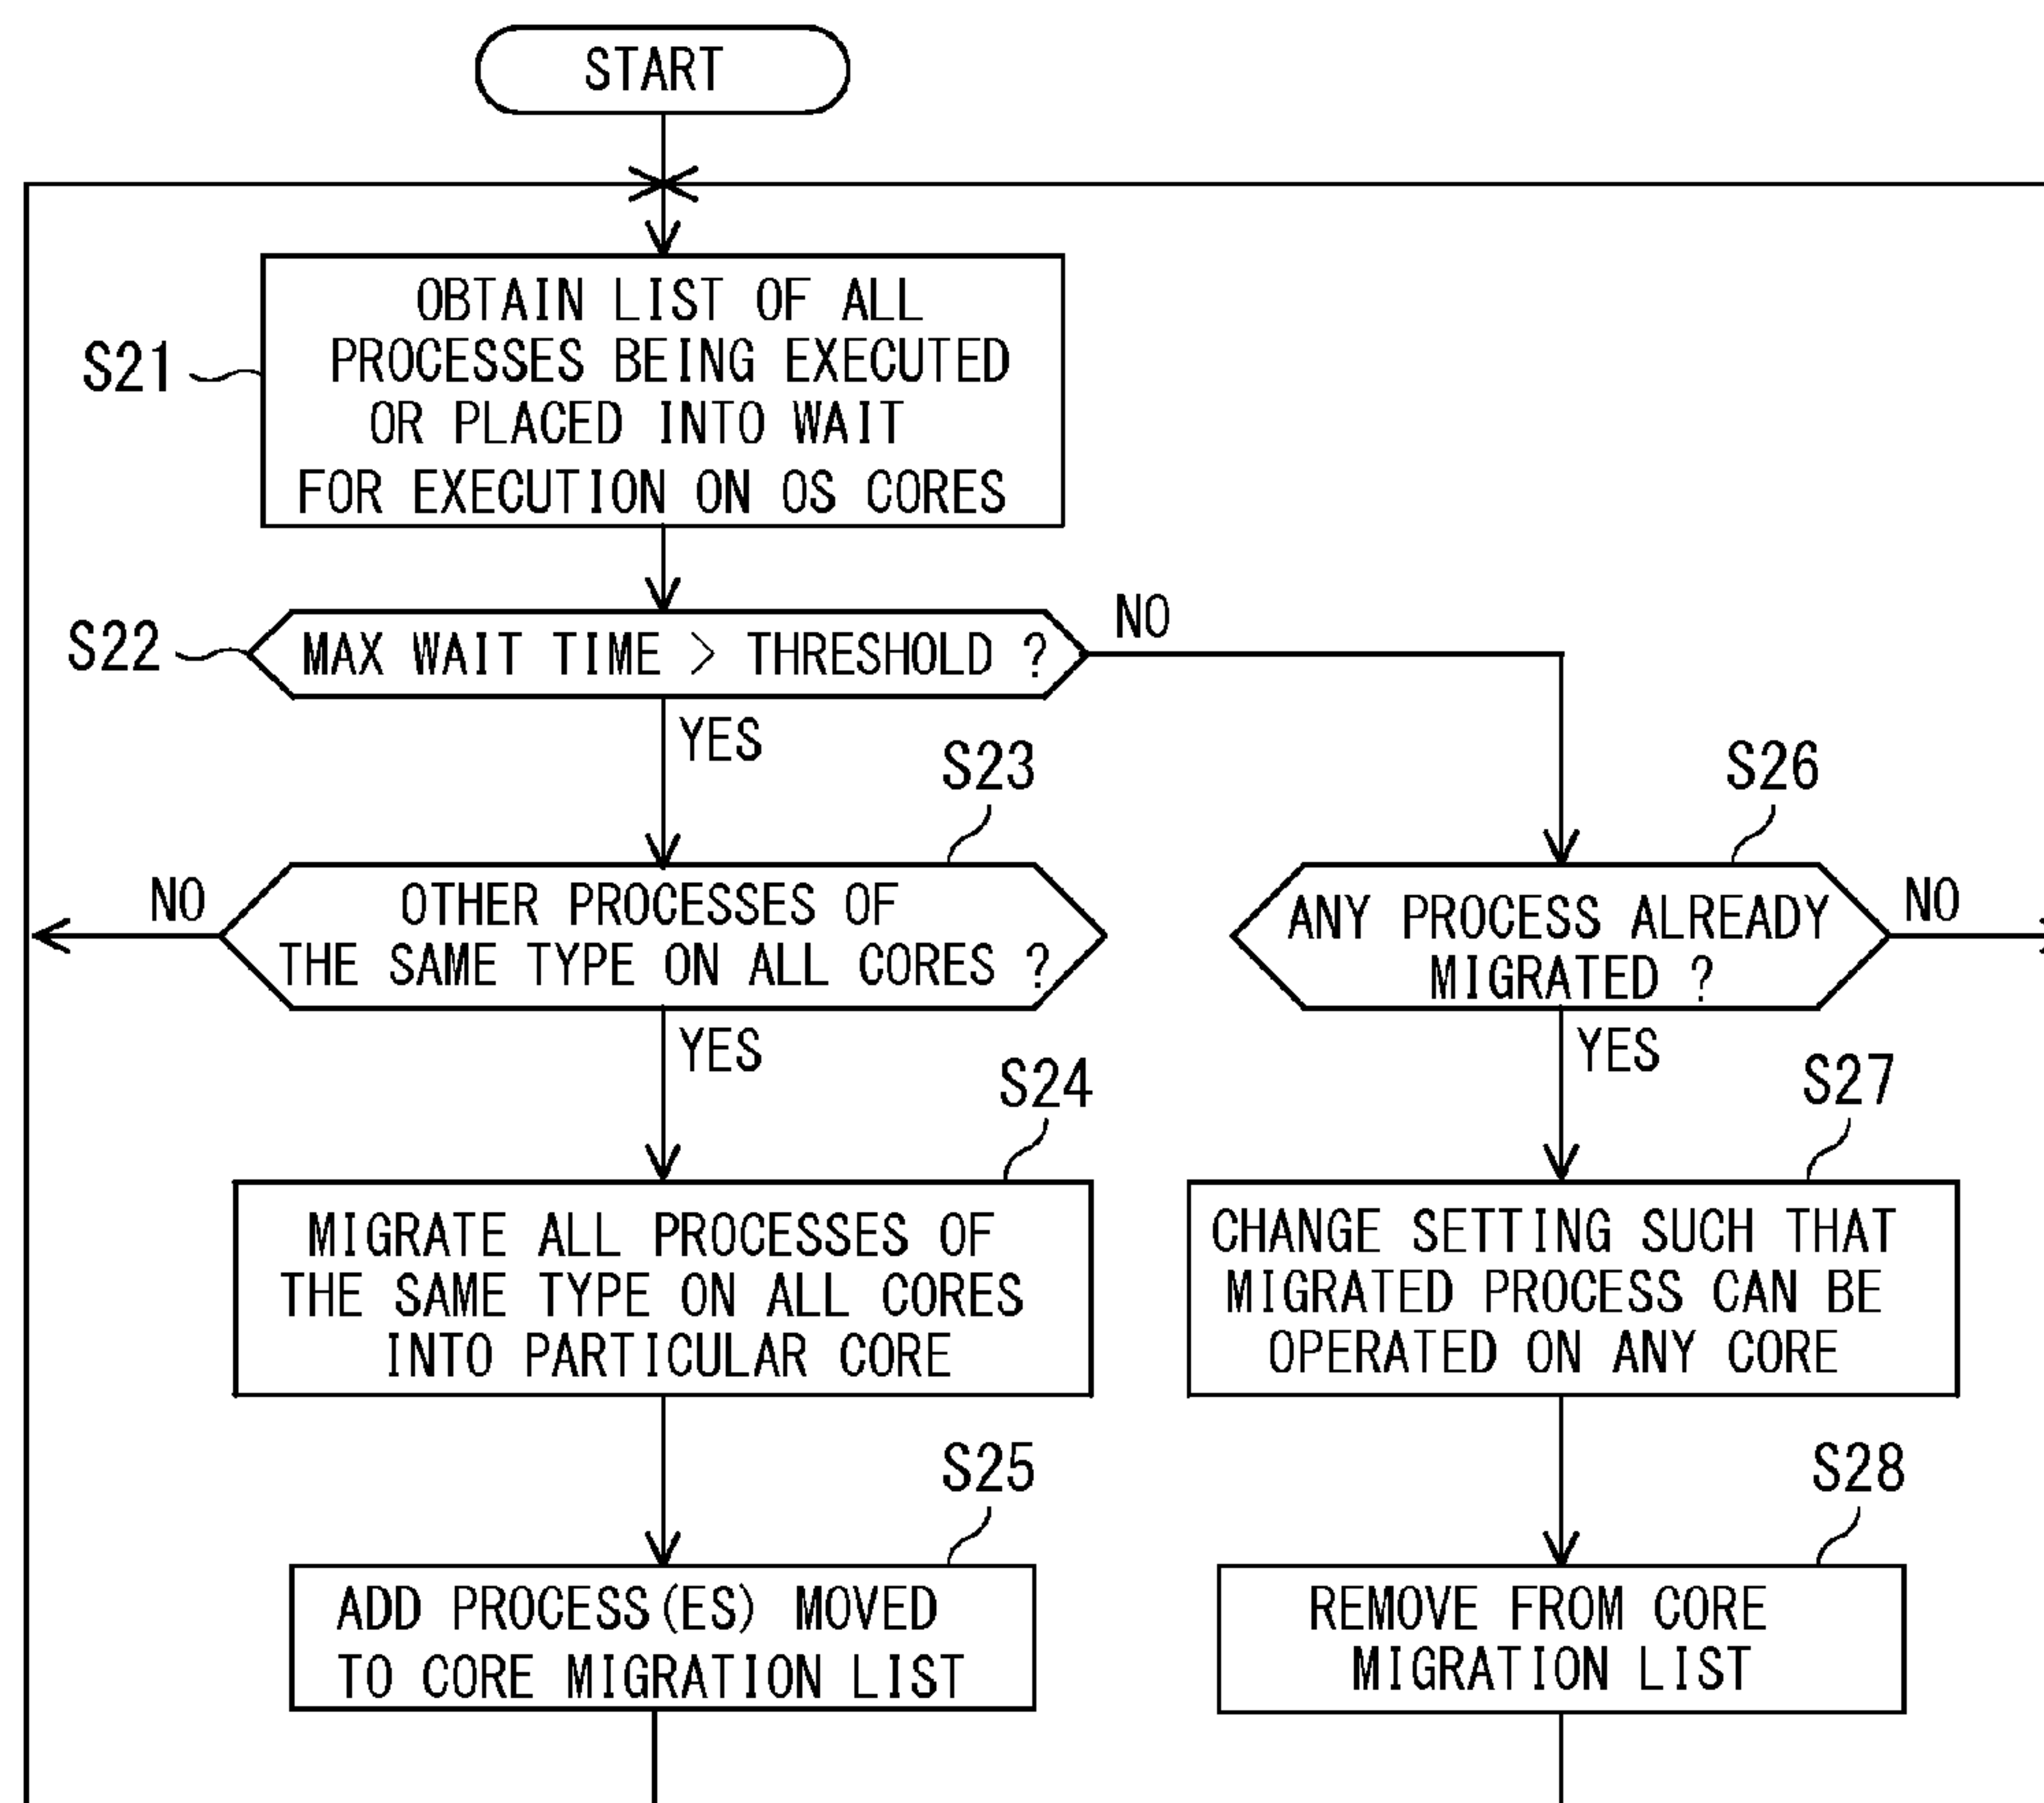 START
OBTAIN LIST OF ALL
PROCESSES BEING EXECUTED
OR PLACED INTO WAIT
FOR EXECUTION ON OS CORES
S21
S22
MAX WAIT TIME > THRESHOLD ?
NO
YES
S23
S26
NO
OTHER PROCESSES OF
THE SAME TYPE ON ALL CORES ?
ANY PROCESS ALREADY
MIGRATED ?
NO
YES
YES
S24
S27
MIGRATE ALL PROCESSES OF
THE SAME TYPE ON ALL CORES
INTO PARTICULAR CORE
CHANGE SETTING SUCH THAT
MIGRATED PROCESS CAN BE
OPERATED ON ANY CORE
S25
S28
ADD PROCESS(ES) MOVED
TO CORE MIGRATION LIST
REMOVE FROM CORE
MIGRATION LIST